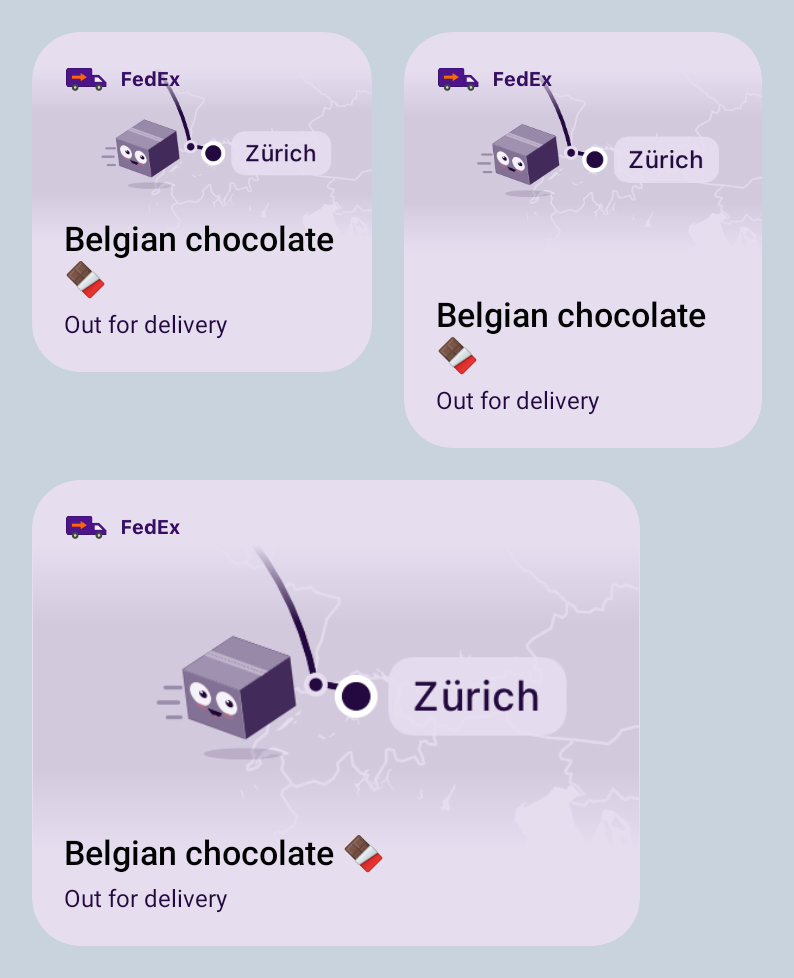 FedEx
Zürich
Belgian chocolate
🍫
Out for delivery
FedEx
Zürich
Belgian chocolate
🍫
Out for delivery
FedEx
Zürich
Belgian chocolate 🍫
Out for delivery